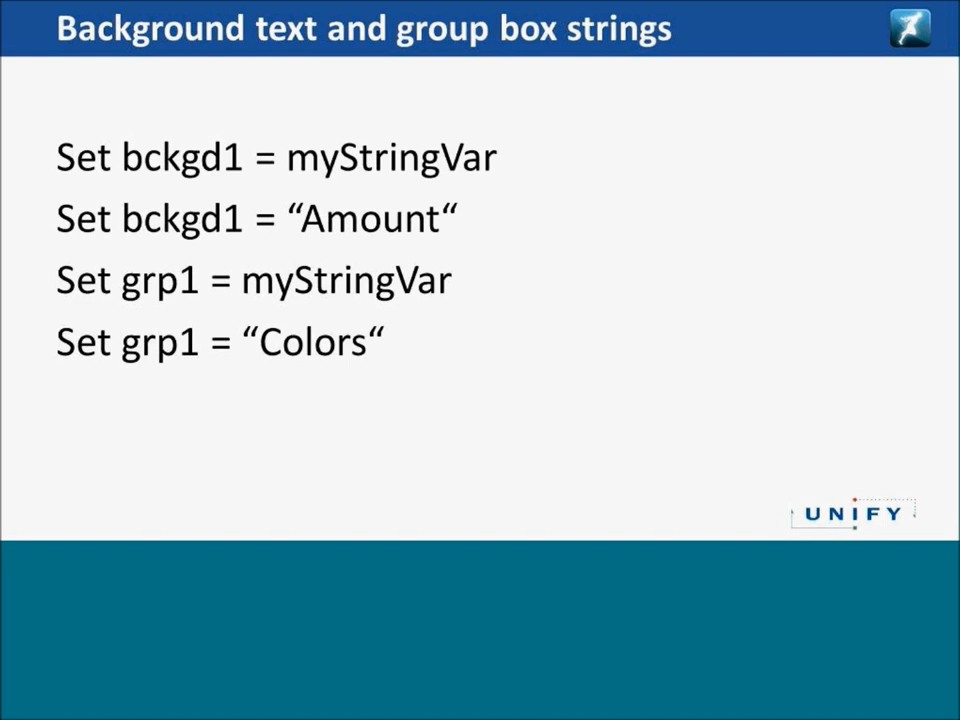 Background text and group box strings
Set bckgd1 = myStringVar
Set bckgd1 = “Amount“
Set grp1 = myStringVar
Set grp1 = “Colors“
UNIFY